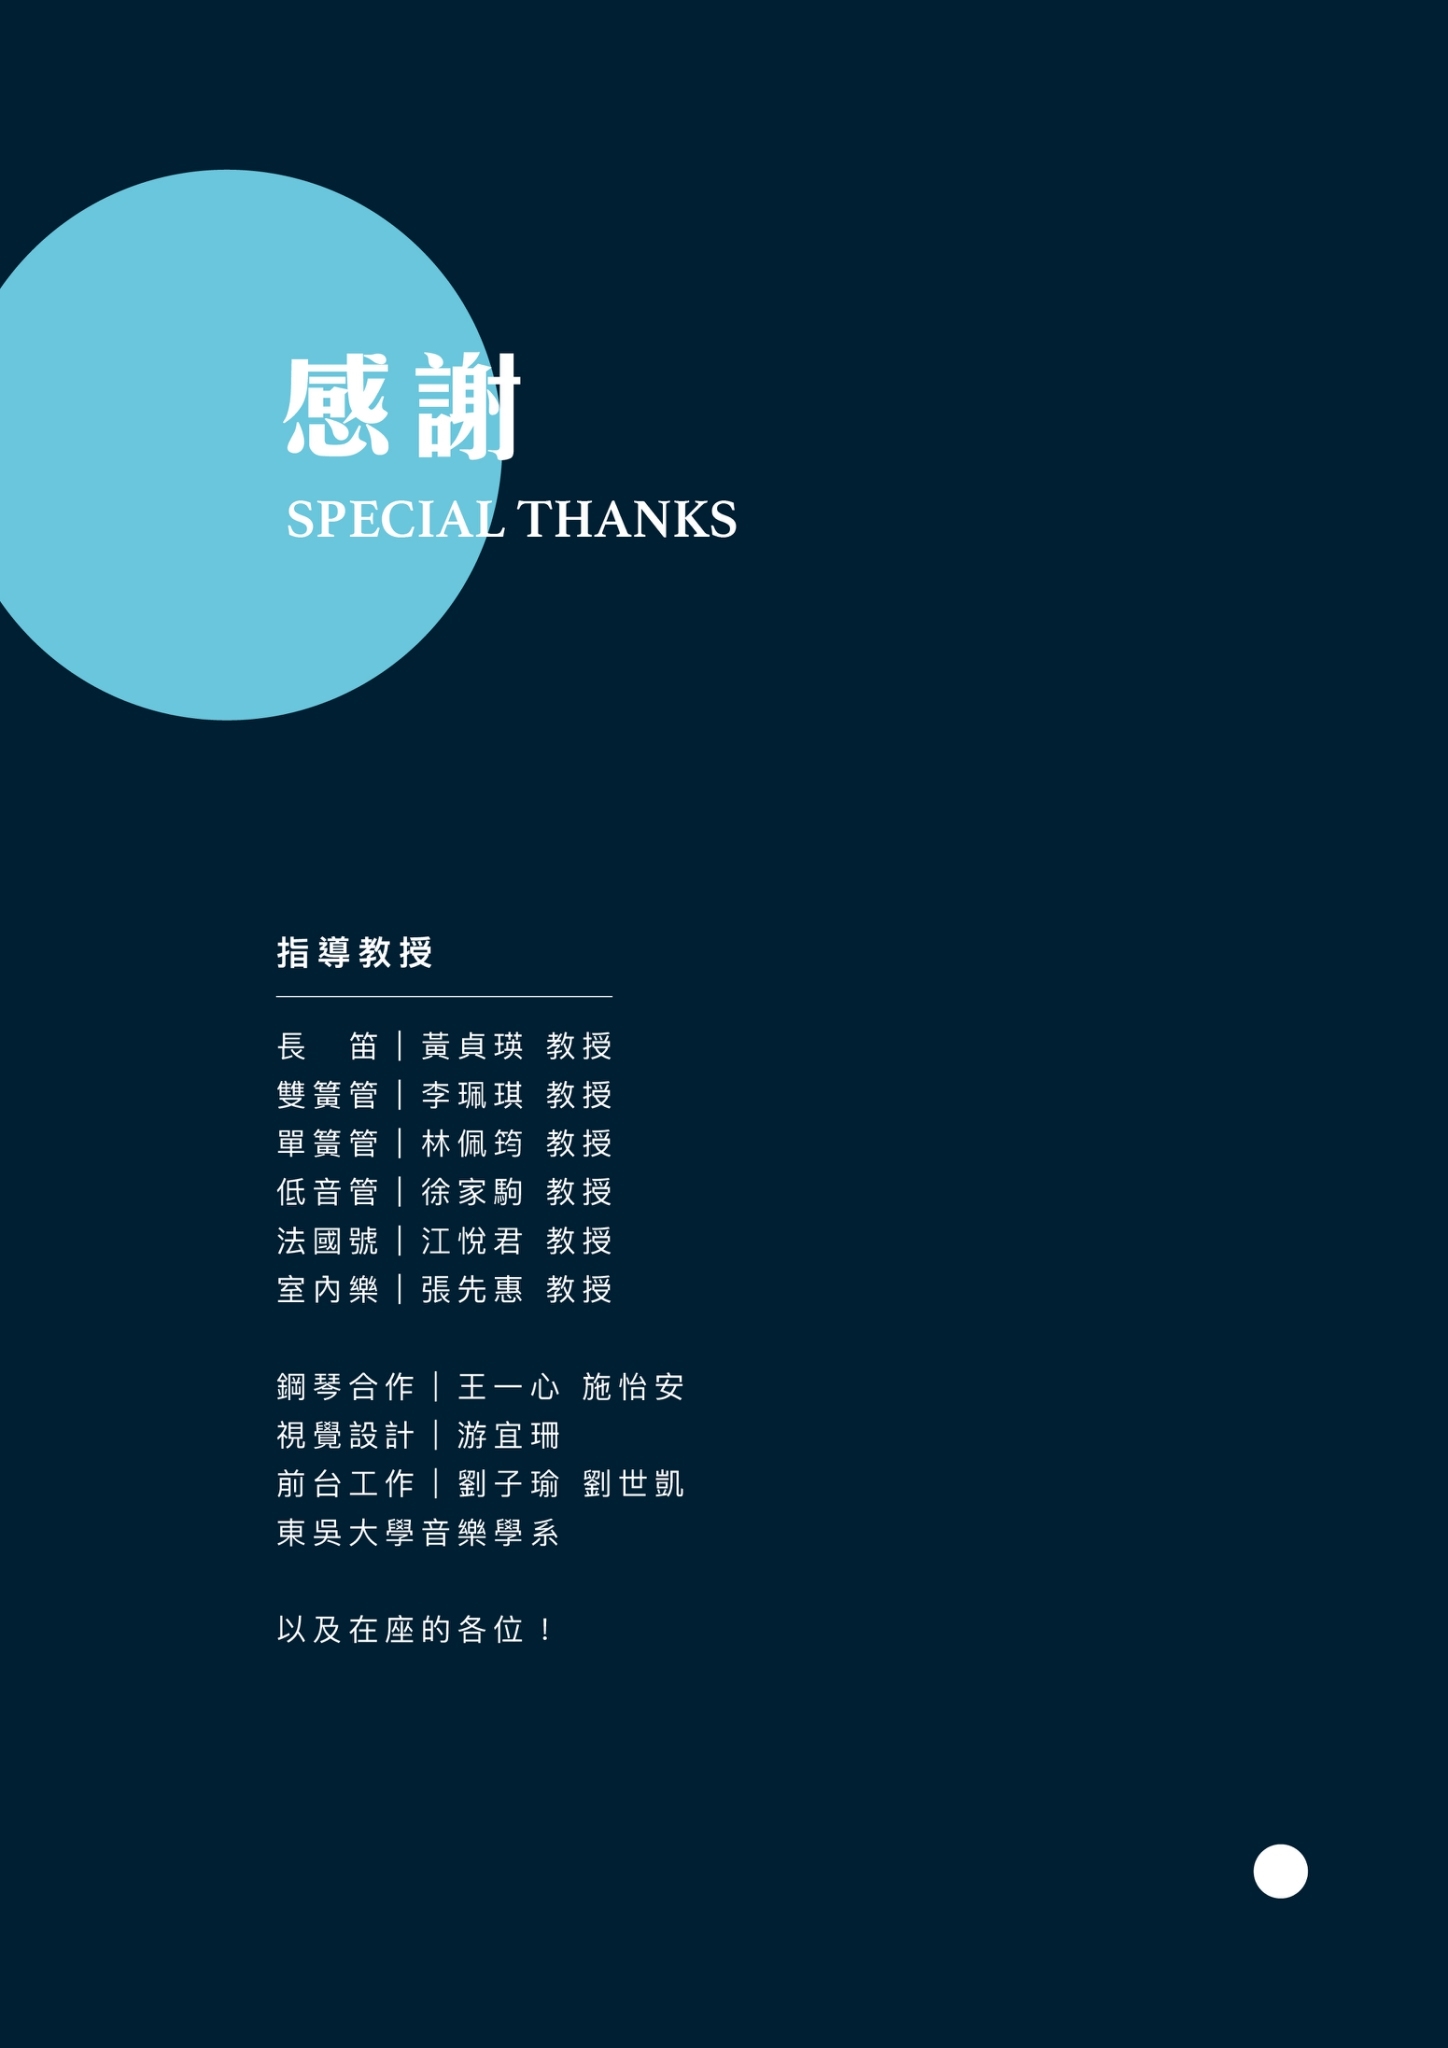 感謝
SPECIAL THANKS
指導教授
長　笛｜黃貞瑛 教授
雙簧管｜李珮琪 教授
單簧管｜林佩筠 教授
低音管｜徐家駒 教授
法國號｜江悅君 教授
室內樂｜張先惠 教授
鋼琴合作｜王一心 施怡安
視覺設計｜游宜珊
前台工作｜劉子瑜 劉世凱
東吳大學音樂學系
以及在座的各位！